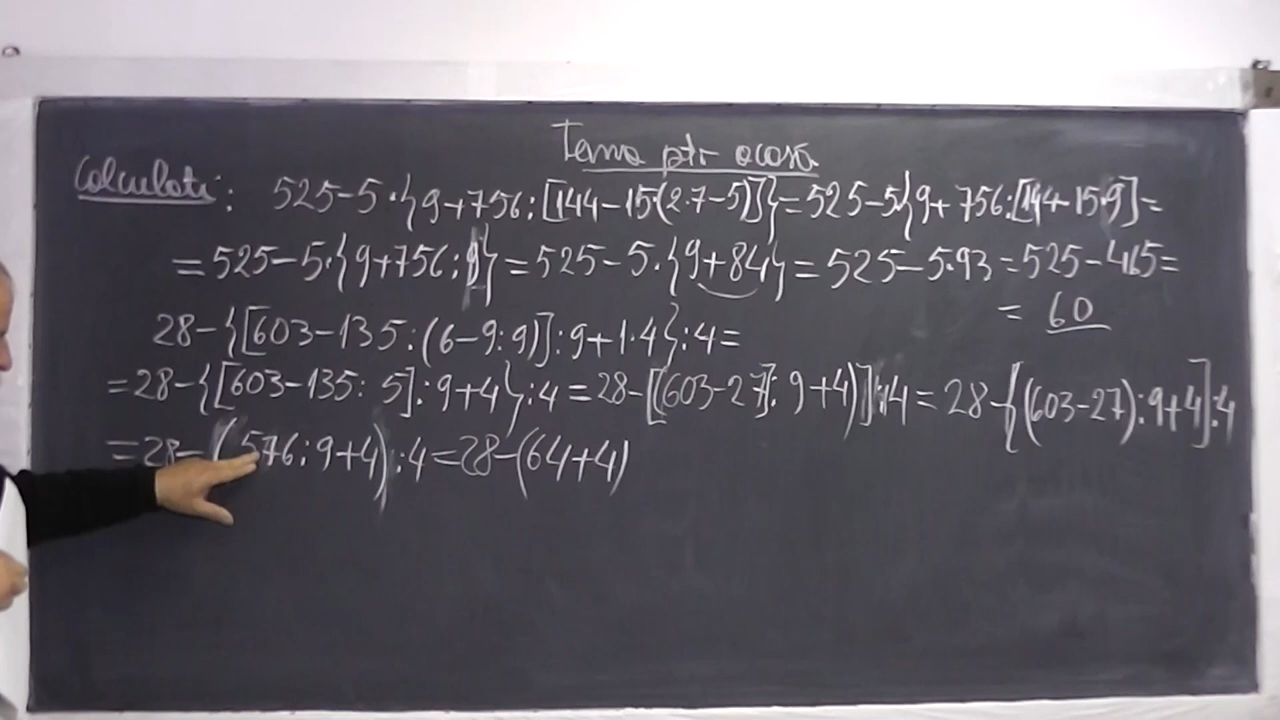 Tema ptr acasă
Calculati: 525-5·{9+756:[144-15·(2·7-5)]}=525-5·{9+756:[144-15·9]=
=525-5·{9+756:9}=525-5·{9+84}=525-5·93=525-465=
=60
28-{[603-135:(6-9:9)]:9+1·4}:4=
=28-{[603-135:5]:9+4}:4=28-[(603-27]:9+4)]:4=28-{(603-27):9+4]:4
=28-(576:9+4):4=28-(64+4)